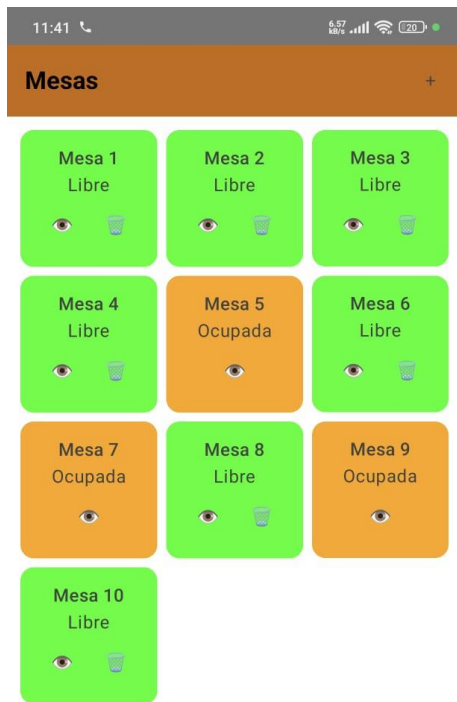 11:41
6.57
KB/s
20
Mesas
+
Mesa 1
Libre
Mesa 2
Libre
Mesa 3
Libre
Mesa 4
Libre
Mesa 5
Ocupada
Mesa 6
Libre
Mesa 7
Ocupada
Mesa 8
Libre
Mesa 9
Ocupada
Mesa 10
Libre